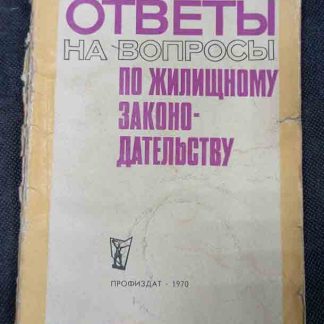 ОТВЕТЫ
НА ВОПРОСЫ
ПО ЖИЛИЩНОМУ
ЗАКОНО-
ДАТЕЛЬСТВУ
ПРОФИЗДАТ - 1970